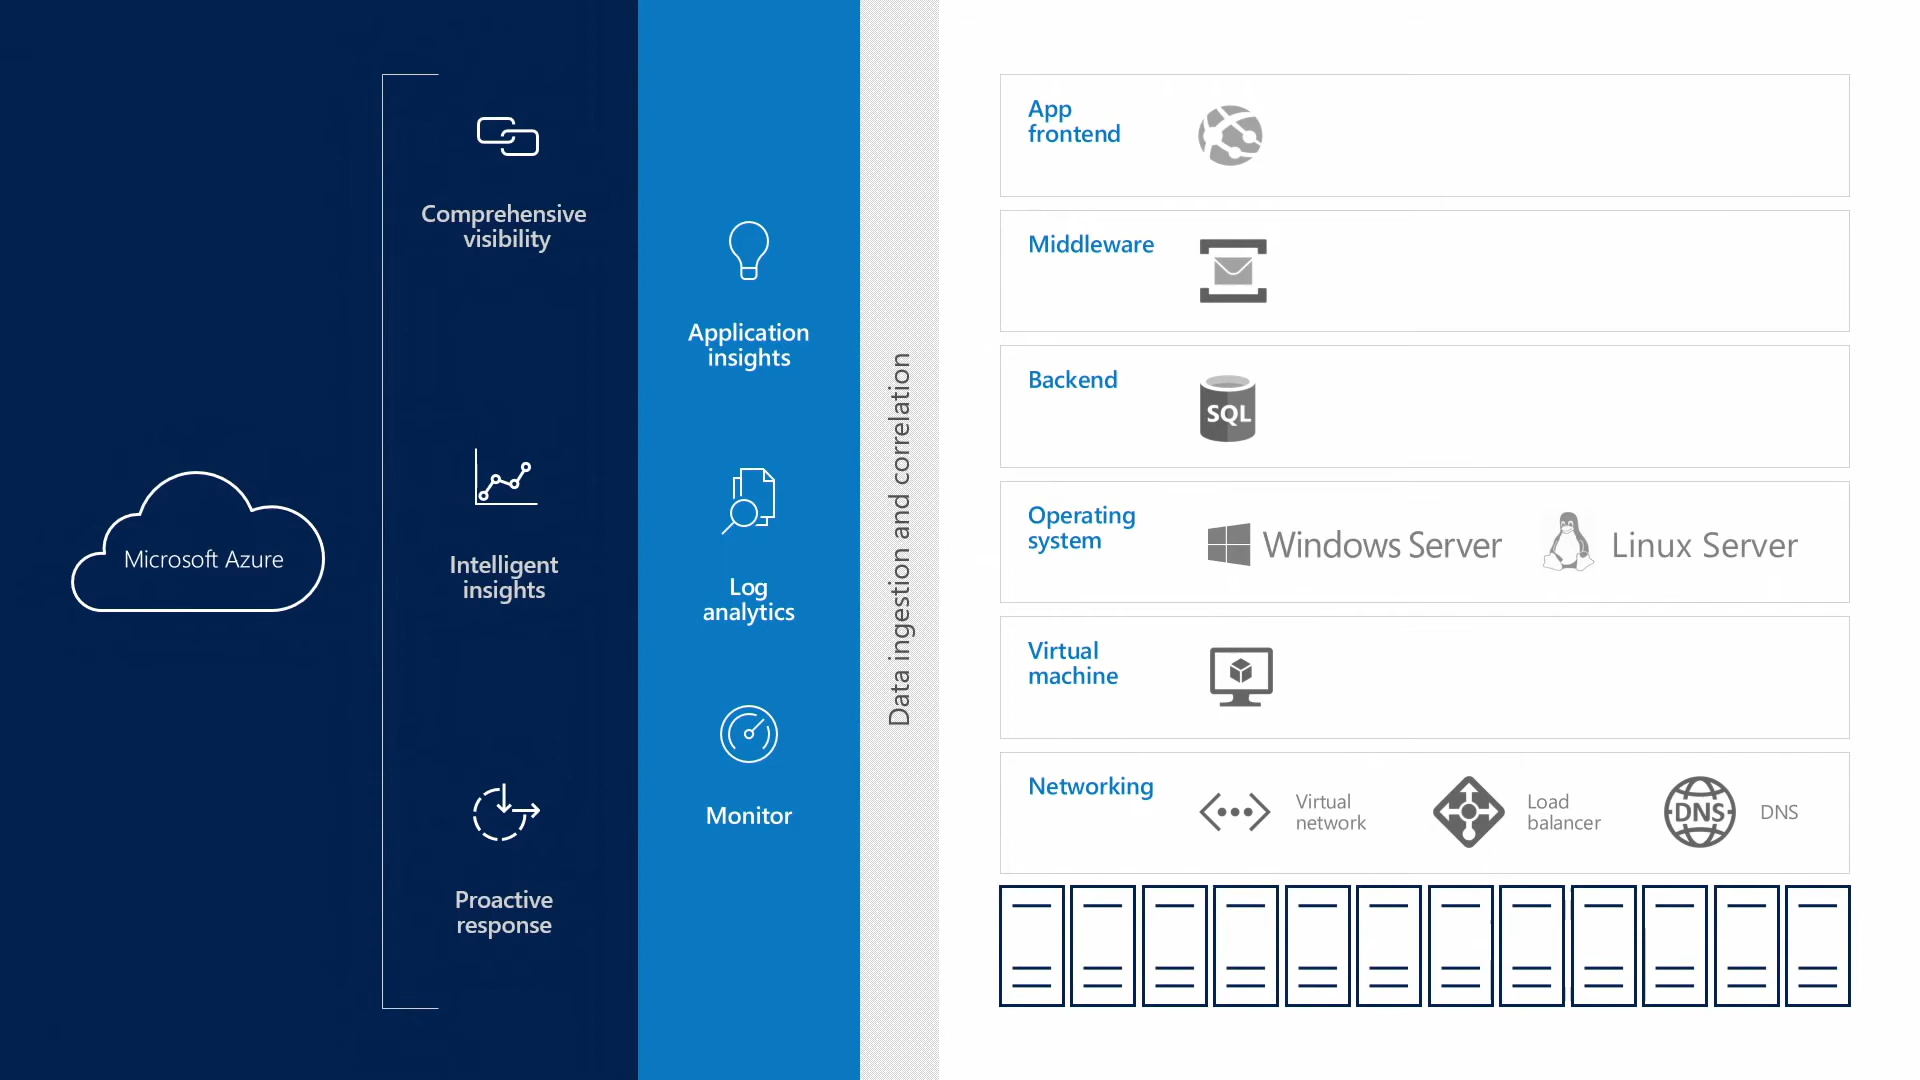 Microsoft Azure
Comprehensive
visibility
Intelligent
insights
Proactive
response
Application
insights
Log
analytics
Monitor
Data ingestion and correlation
App
frontend
Middleware
Backend
SQL
Operating
system
Windows Server
Linux Server
Virtual
machine
Networking
Virtual
network
Load
balancer
DNS
DNS